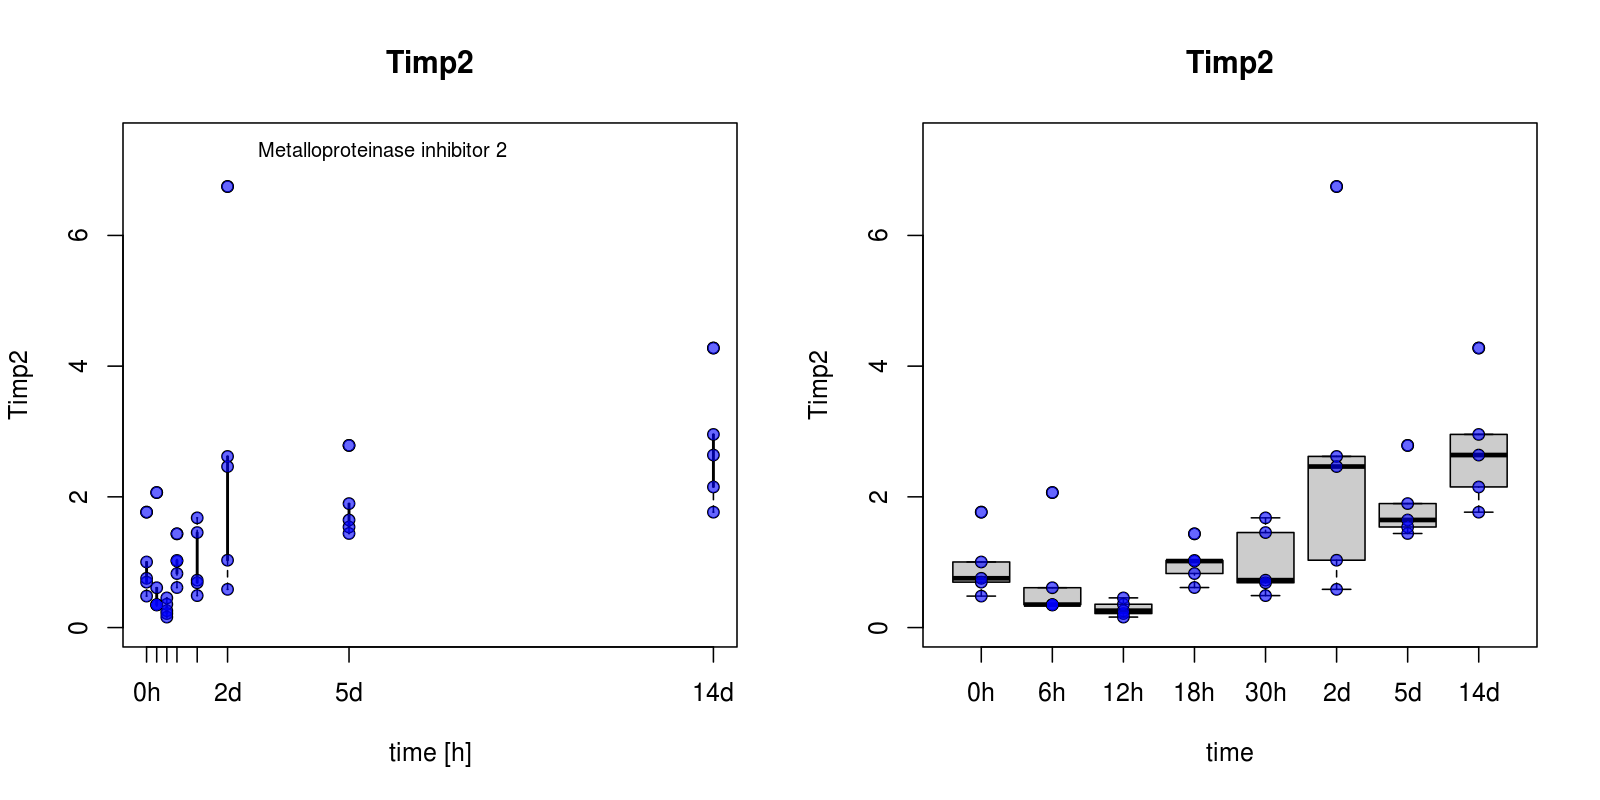 Timp2
Metalloproteinase inhibitor 2
6
4
2
0
Timp2
0h 2d 5d 14d
time [h]
Timp2
6
4
2
0
Timp2
0h 6h 12h 18h 30h 2d 5d 14d
time